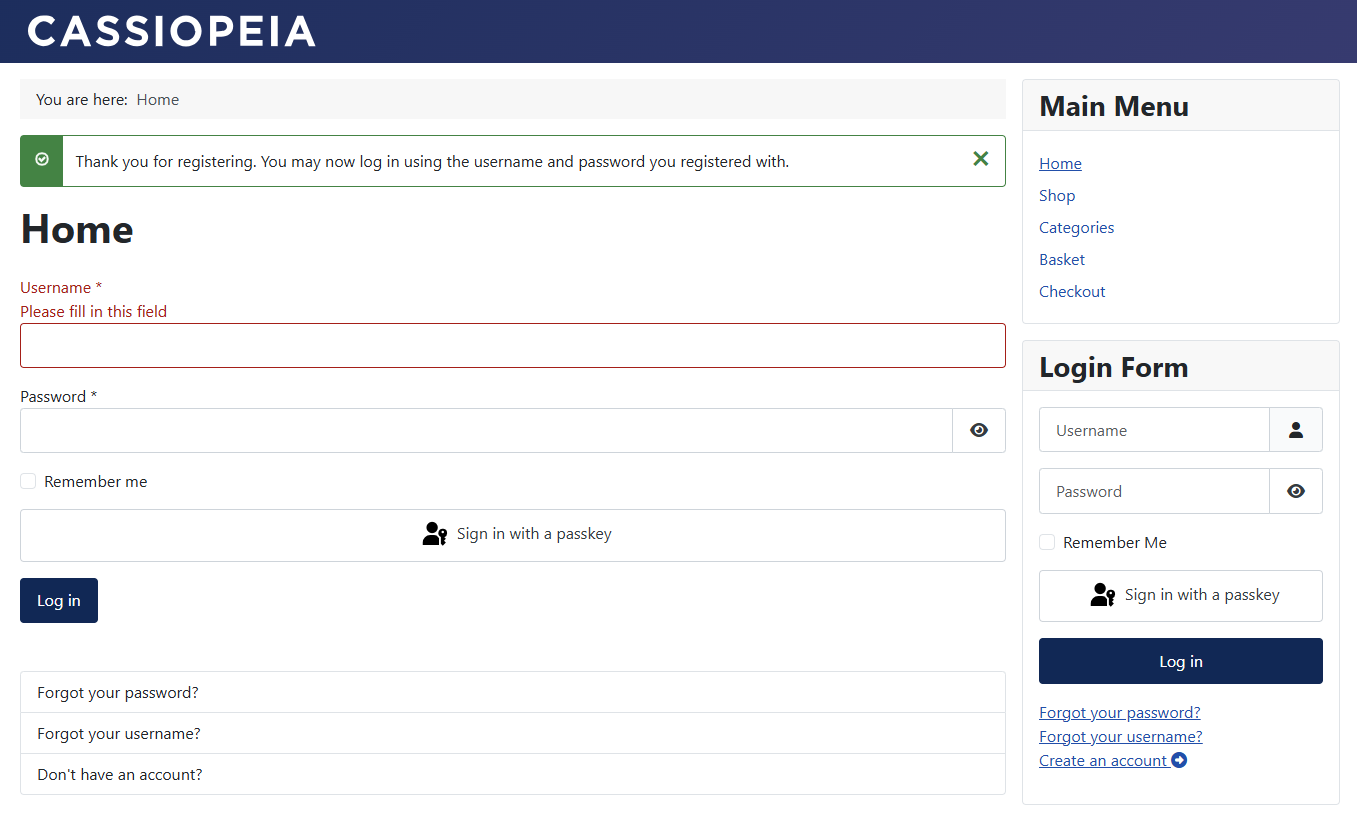 CASSIOPEIA
You are here: Home
Thank you for registering. You may now log in using the username and password you registered with.
Home
Username *
Please fill in this field
Password *
Remember me
Sign in with a passkey
Log in
Forgot your password?
Forgot your username?
Don't have an account?
Main Menu
Home
Shop
Categories
Basket
Checkout
Login Form
Username
Password
Remember Me
Sign in with a passkey
Log in
Forgot your password?
Forgot your username?
Create an account